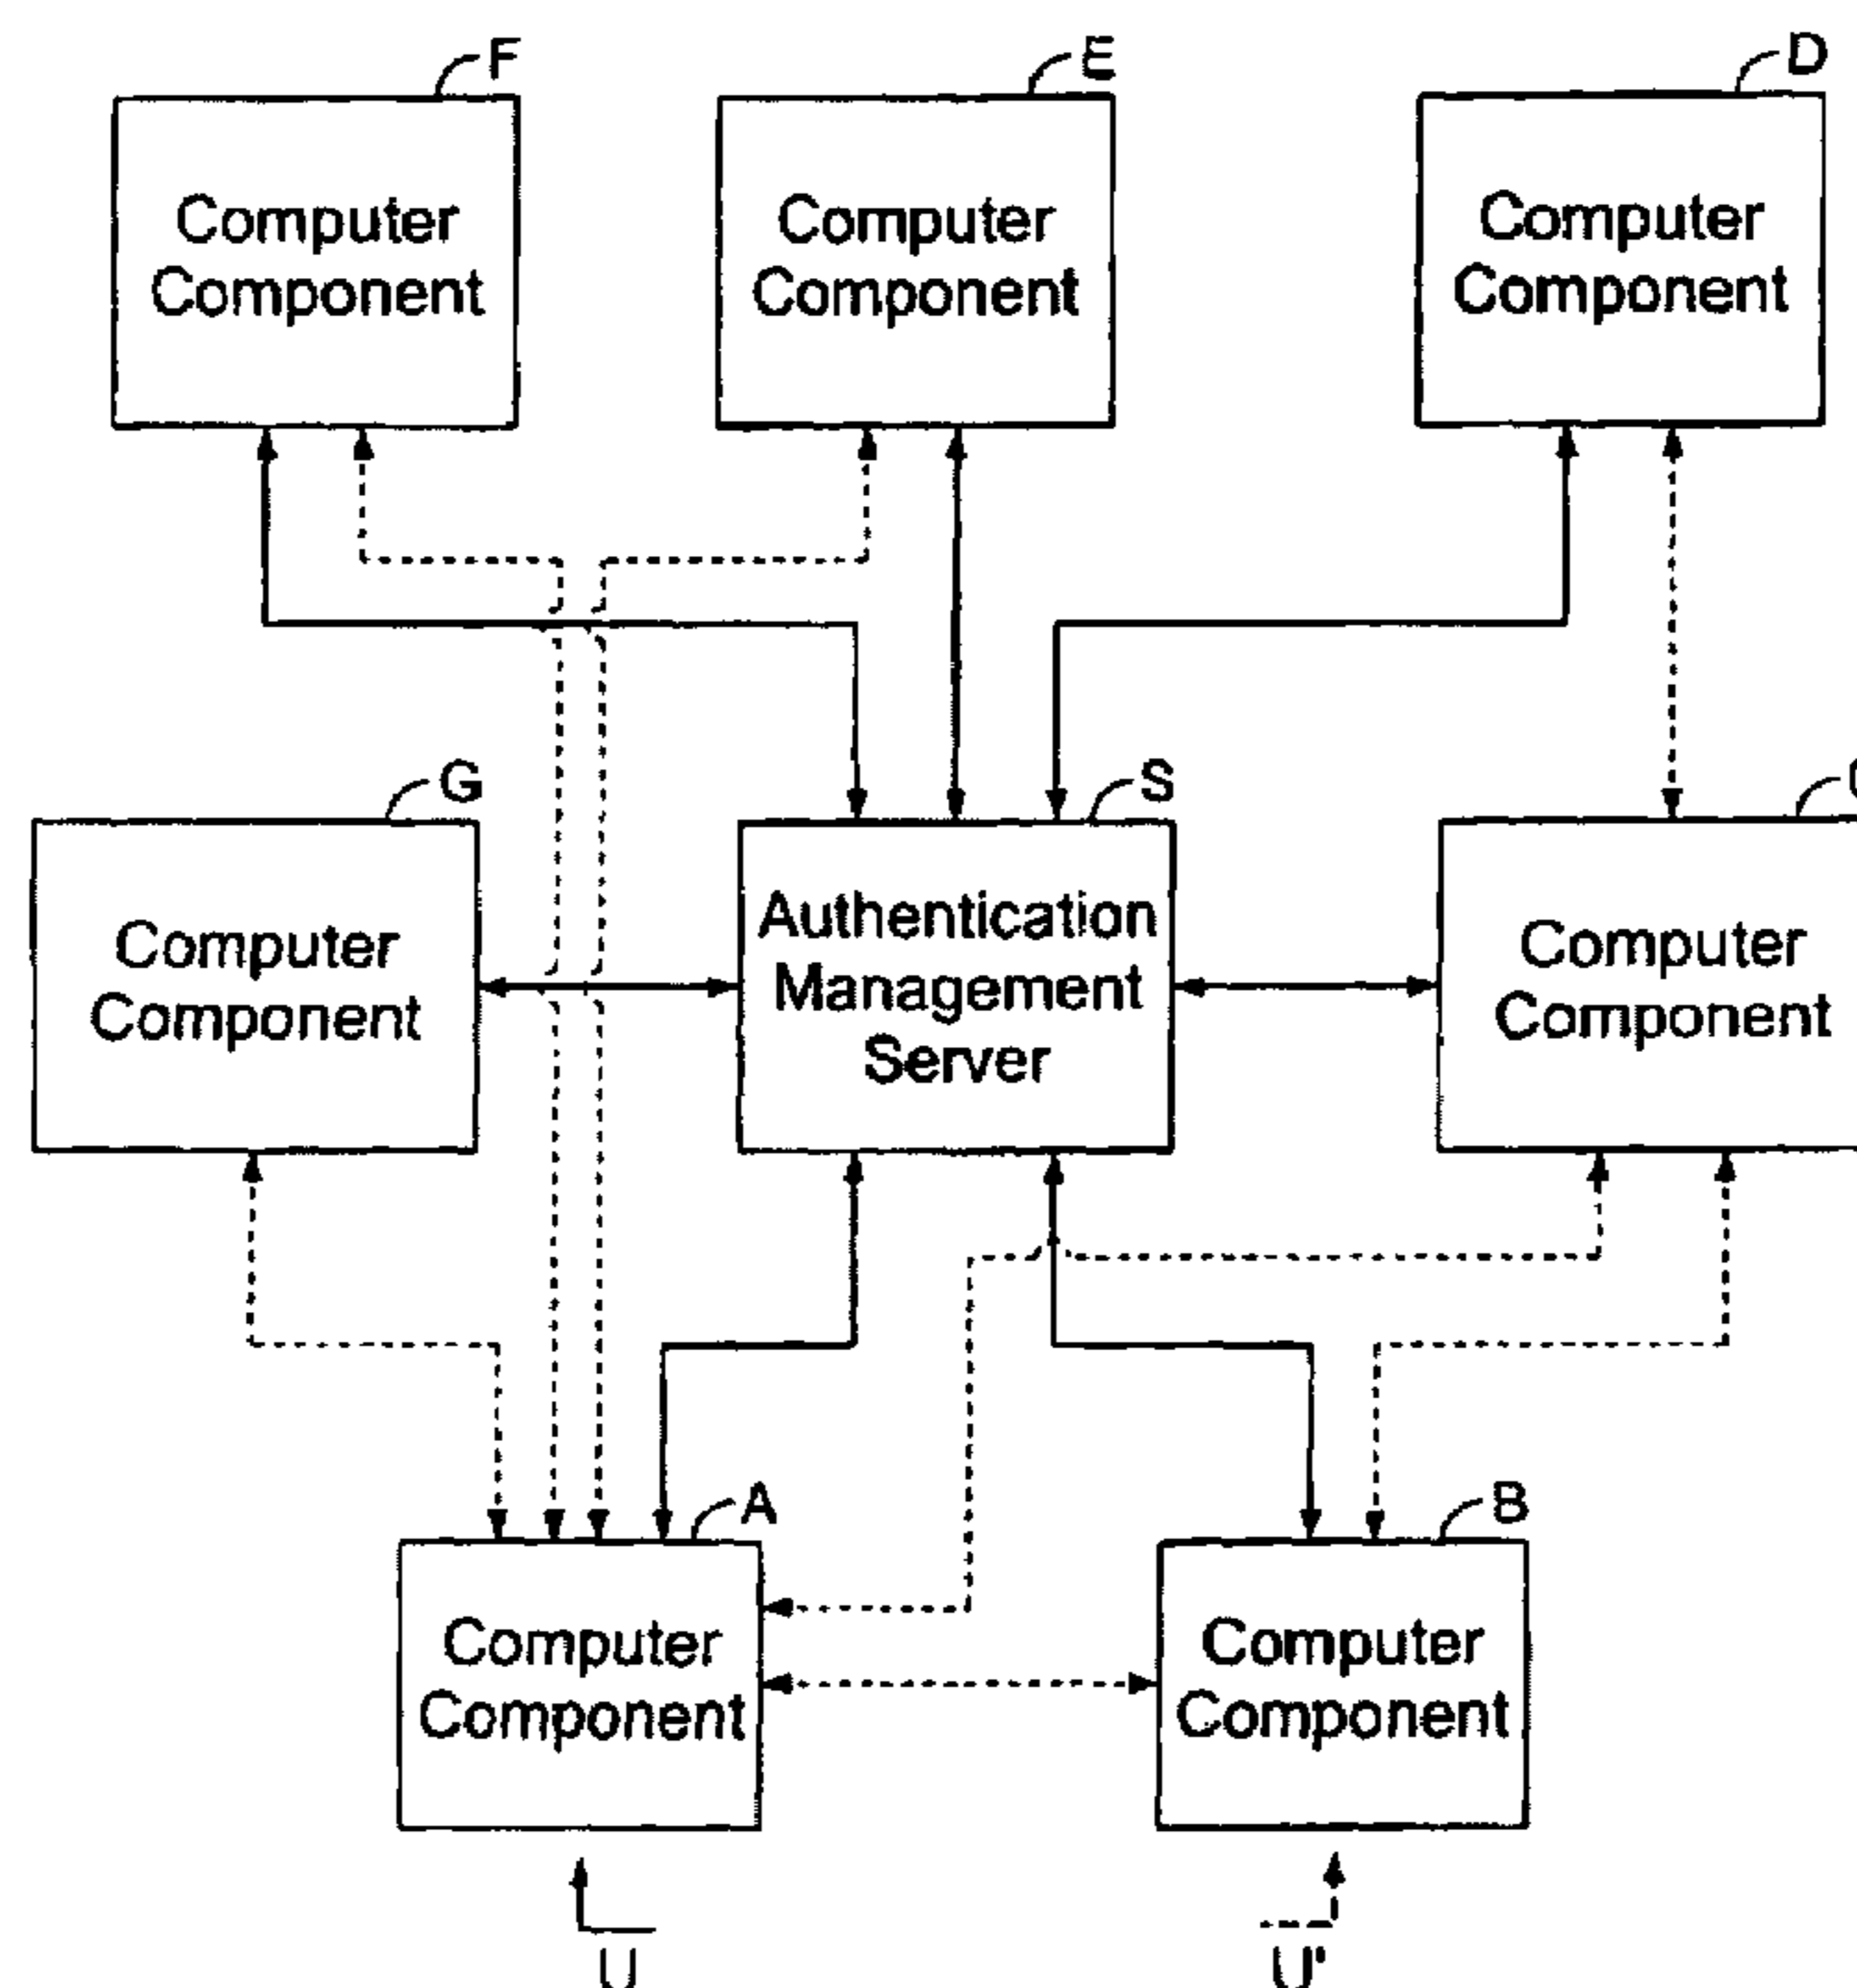 F
E
D
Computer
Component
Computer
Component
Computer
Component
G
S
Computer
Component
Authentication
Management
Server
Computer
Component
A
B
Computer
Component
Computer
Component
U
U'